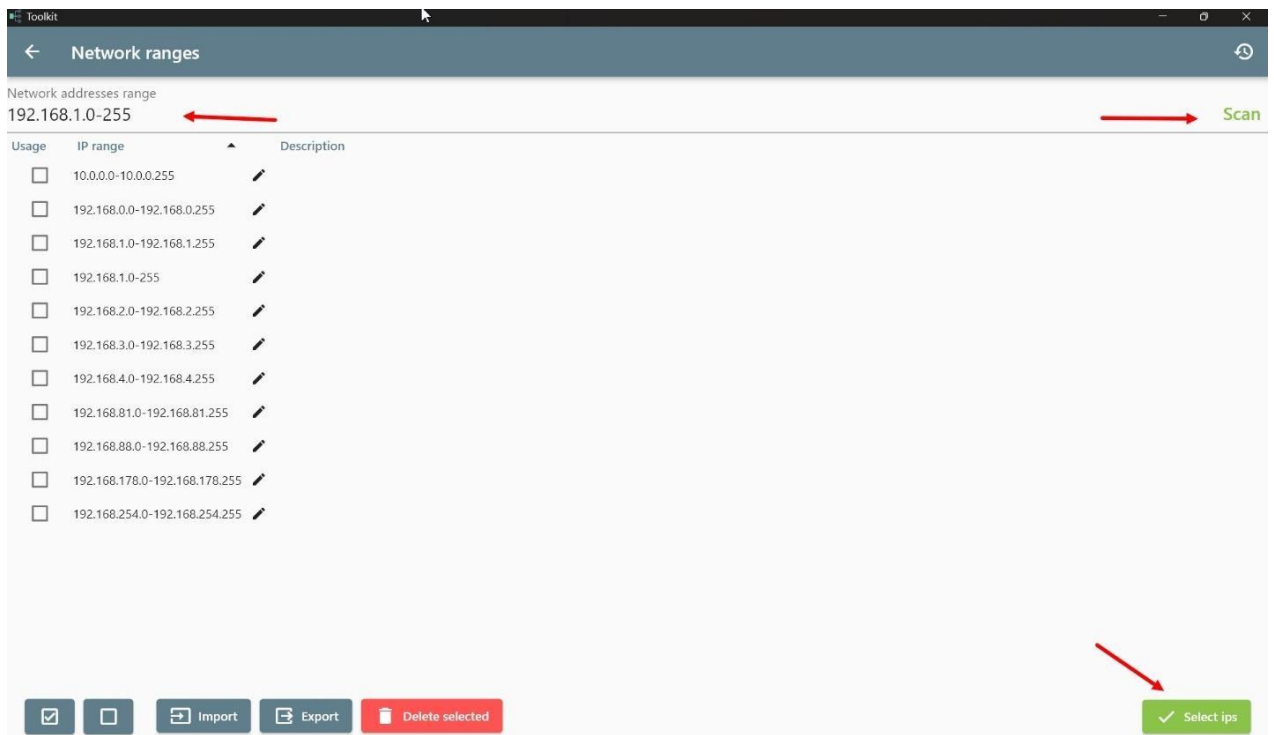 Toolkit
Network ranges
Network addresses range
192.168.1.0-255
Scan
Usage IP range Description
10.0.0.0-10.0.0.255
192.168.0.0-192.168.0.255
192.168.1.0-192.168.1.255
192.168.1.0-255
192.168.2.0-192.168.2.255
192.168.3.0-192.168.3.255
192.168.4.0-192.168.4.255
192.168.81.0-192.168.81.255
192.168.88.0-192.168.88.255
192.168.178.0-192.168.178.255
192.168.254.0-192.168.254.255
Import Export Delete selected Select ips